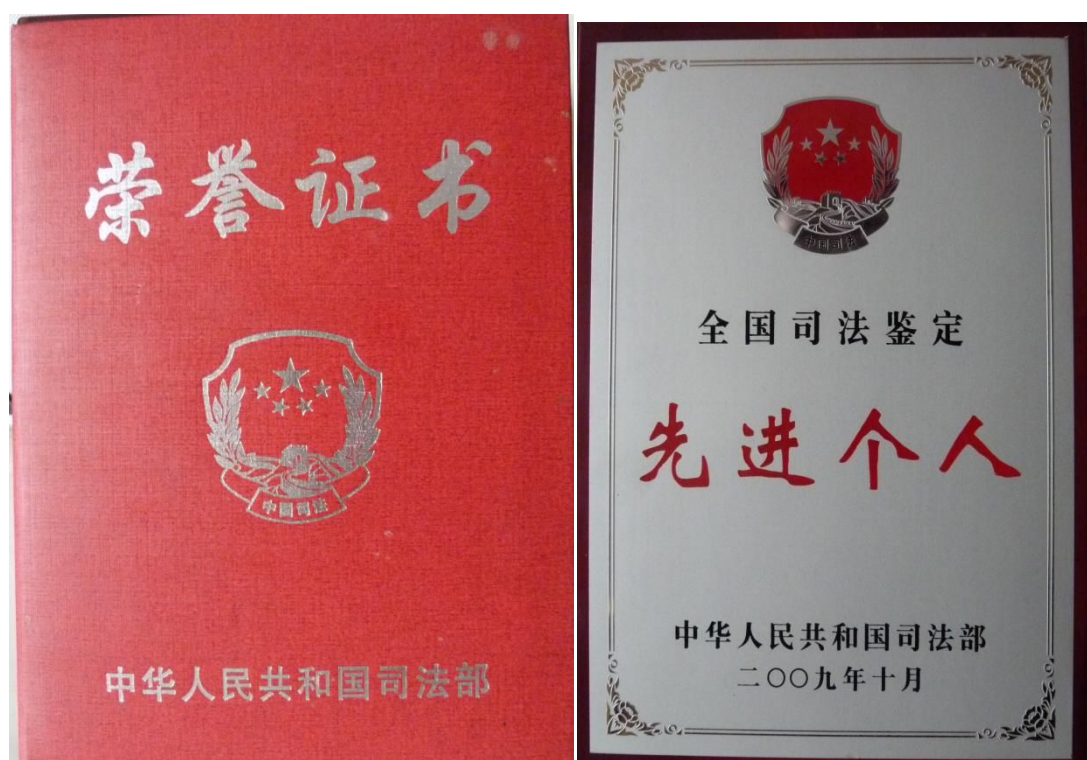 荣誉证书
中国司法
中华人民共和国司法部
中国司法
全国司法鉴定
先进个人
中华人民共和国司法部
二〇〇九年十月